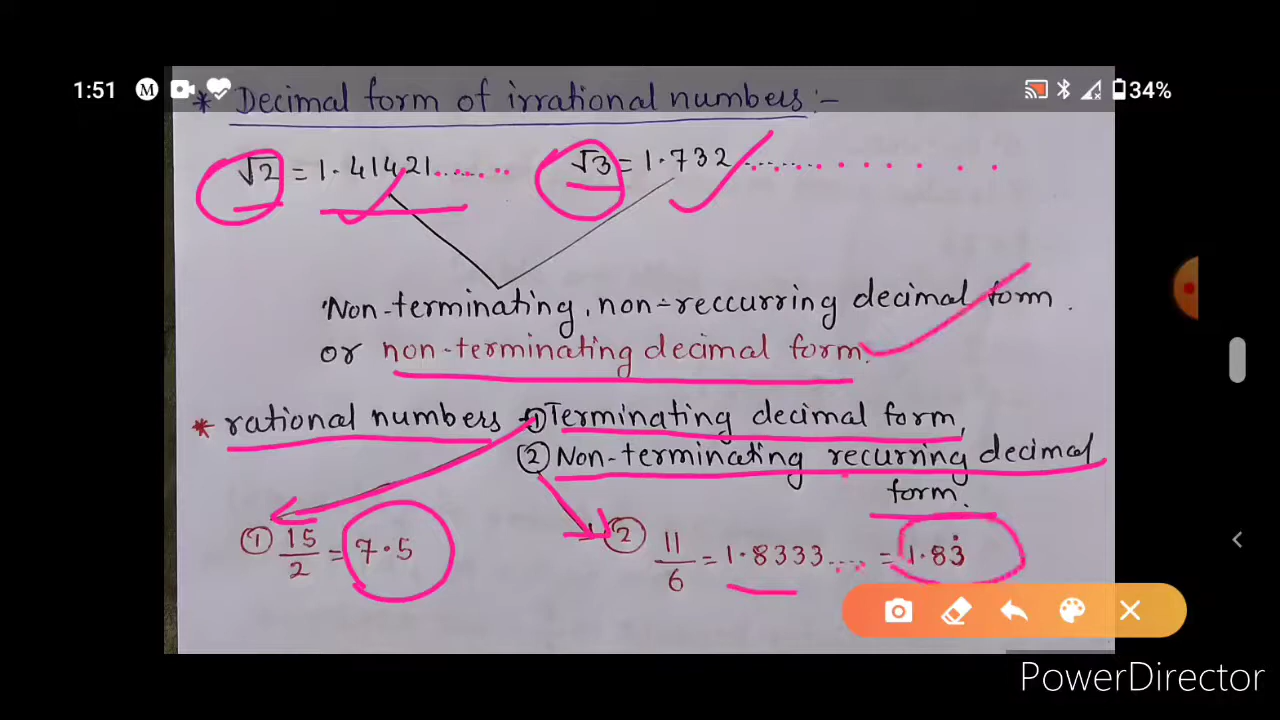 1:51 M 34%
* Decimal form of irrational numbers :-
√2 = 1.41421....... √3 = 1.732 ..................
Non-terminating, non-reccurring decimal form.
or non-terminating decimal form.
* rational numbers ① Terminating decimal form,
② Non-terminating recurring decimal
form.
① 15/2 = 7.5 ② 11/6 = 1.8333..... = 1.83̇
PowerDirector